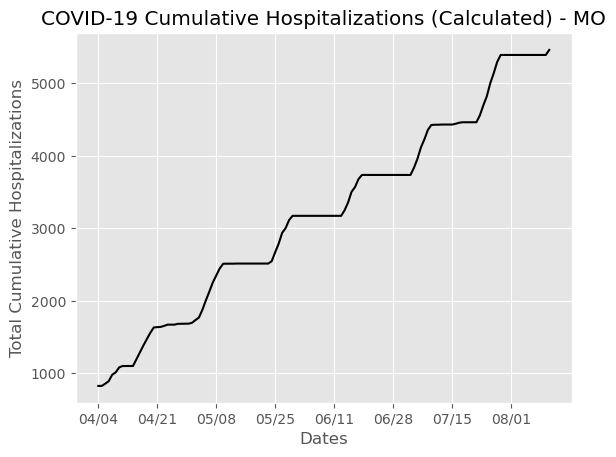 COVID-19 Cumulative Hospitalizations (Calculated) - MO
Total Cumulative Hospitalizations
5000
4000
3000
2000
1000
04/04 04/21 05/08 05/25 06/11 06/28 07/15 08/01
Dates